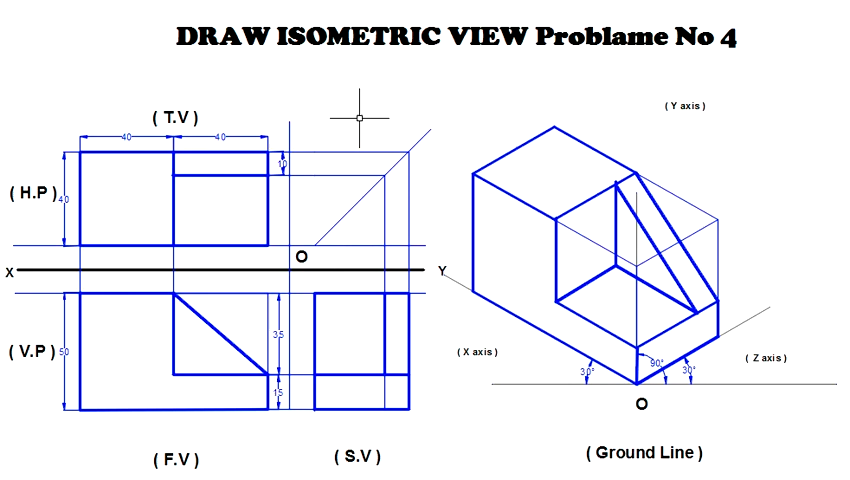 DRAW ISOMETRIC VIEW Problame No 4
( T.V )
( Y axis )
40
40
10
( H.P )
40
O
X
Y
35
( V.P )
50
( X axis )
90°
( Z axis )
30°
30°
15
O
( F.V )
( S.V )
( Ground Line )